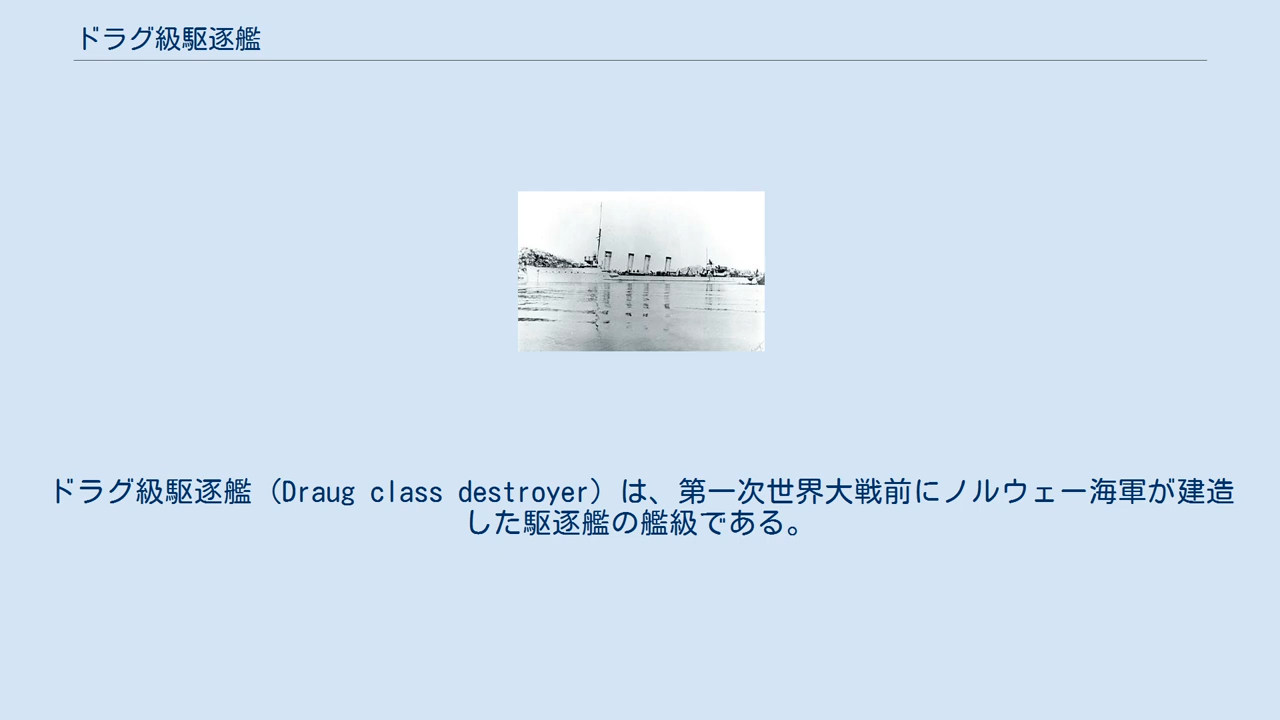 ドラグ級駆逐艦
ドラグ級駆逐艦（Draug class destroyer）は、第一次世界大戦前にノルウェー海軍が建造
した駆逐艦の艦級である。